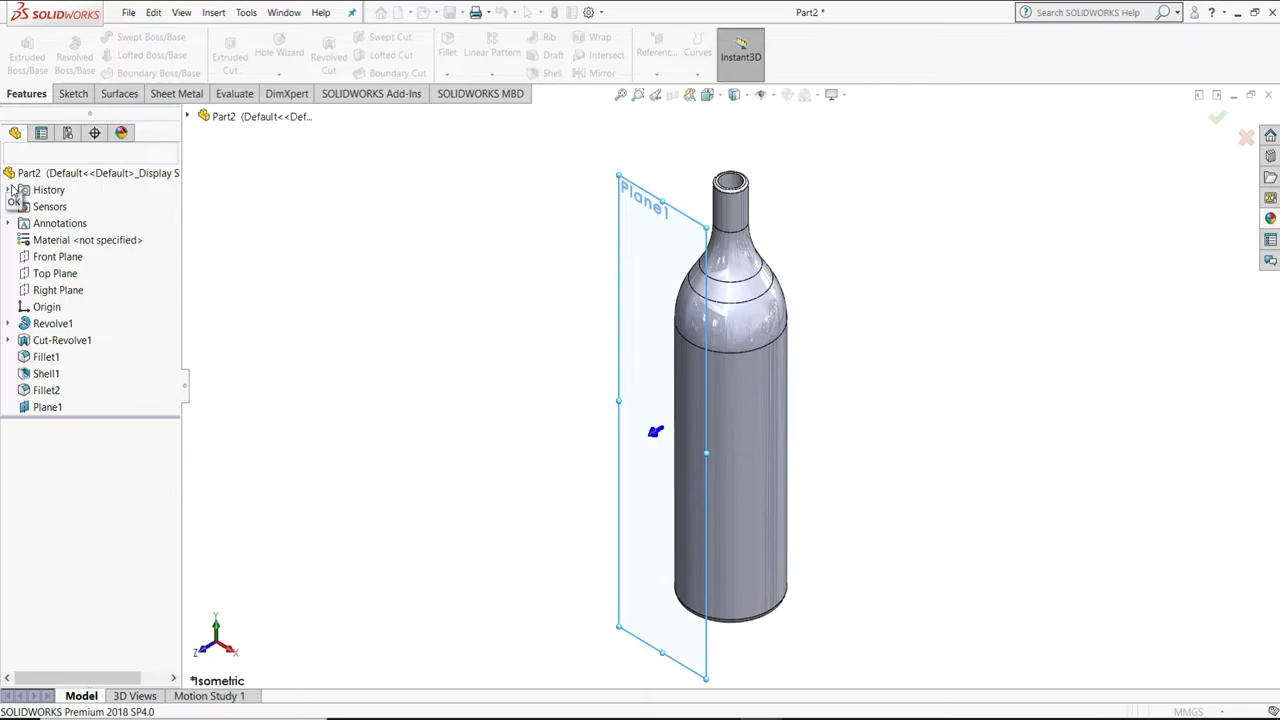 SOLIDWORKS
File
Edit
View
Insert
Tools
Window
Help
Part2 *
Search SOLIDWORKS Help
Extruded
Boss/Base
Revolved
Boss/Base
Swept Boss/Base
Lofted Boss/Base
Boundary Boss/Base
Extruded
Cut
Hole Wizard
Revolved
Cut
Swept Cut
Lofted Cut
Boundary Cut
Fillet
Linear Pattern
Rib
Draft
Shell
Wrap
Intersect
Mirror
Referenc...
Curves
Instant3D
Features
Sketch
Surfaces
Sheet Metal
Evaluate
DimXpert
SOLIDWORKS Add-Ins
SOLIDWORKS MBD
Part2 (Default<<Def...
Part2 (Default<<Default>_Display S
History
OK
Sensors
Annotations
Material <not specified>
Front Plane
Top Plane
Right Plane
Origin
Revolve1
Cut-Revolve1
Fillet1
Shell1
Fillet2
Plane1
Plane1
Y
Z
X
*Isometric
Model
3D Views
Motion Study 1
SOLIDWORKS Premium 2018 SP4.0
MMGS